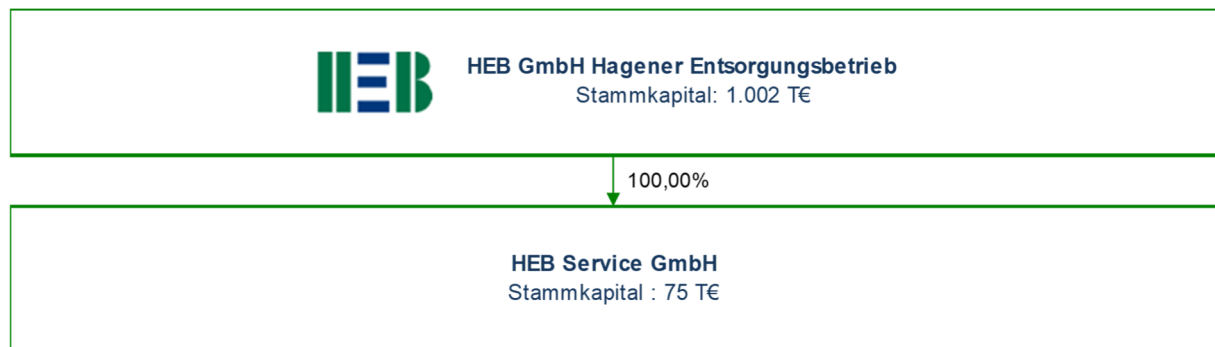 HEB
HEB GmbH Hagener Entsorgungsbetrieb
Stammkapital: 1.002 T€
100,00%
HEB Service GmbH
Stammkapital : 75 T€